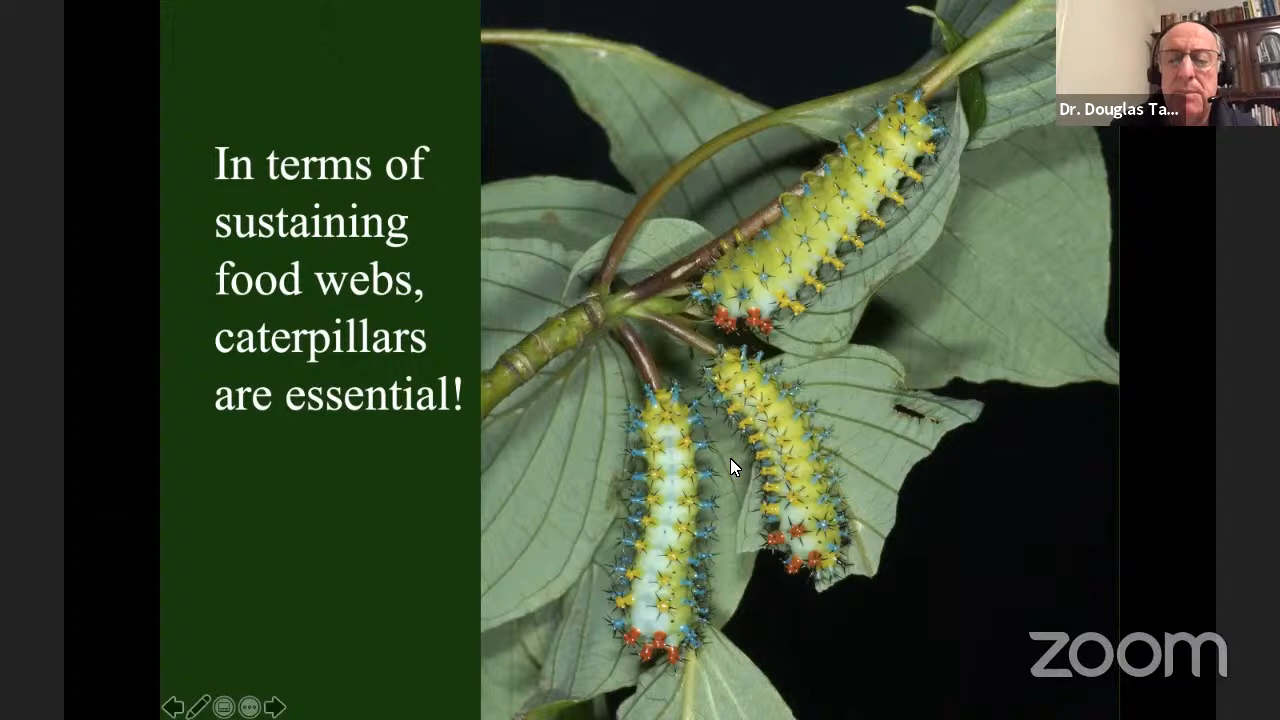 In terms of
sustaining
food webs,
caterpillars
are essential!
Dr. Douglas Ta...
zoom